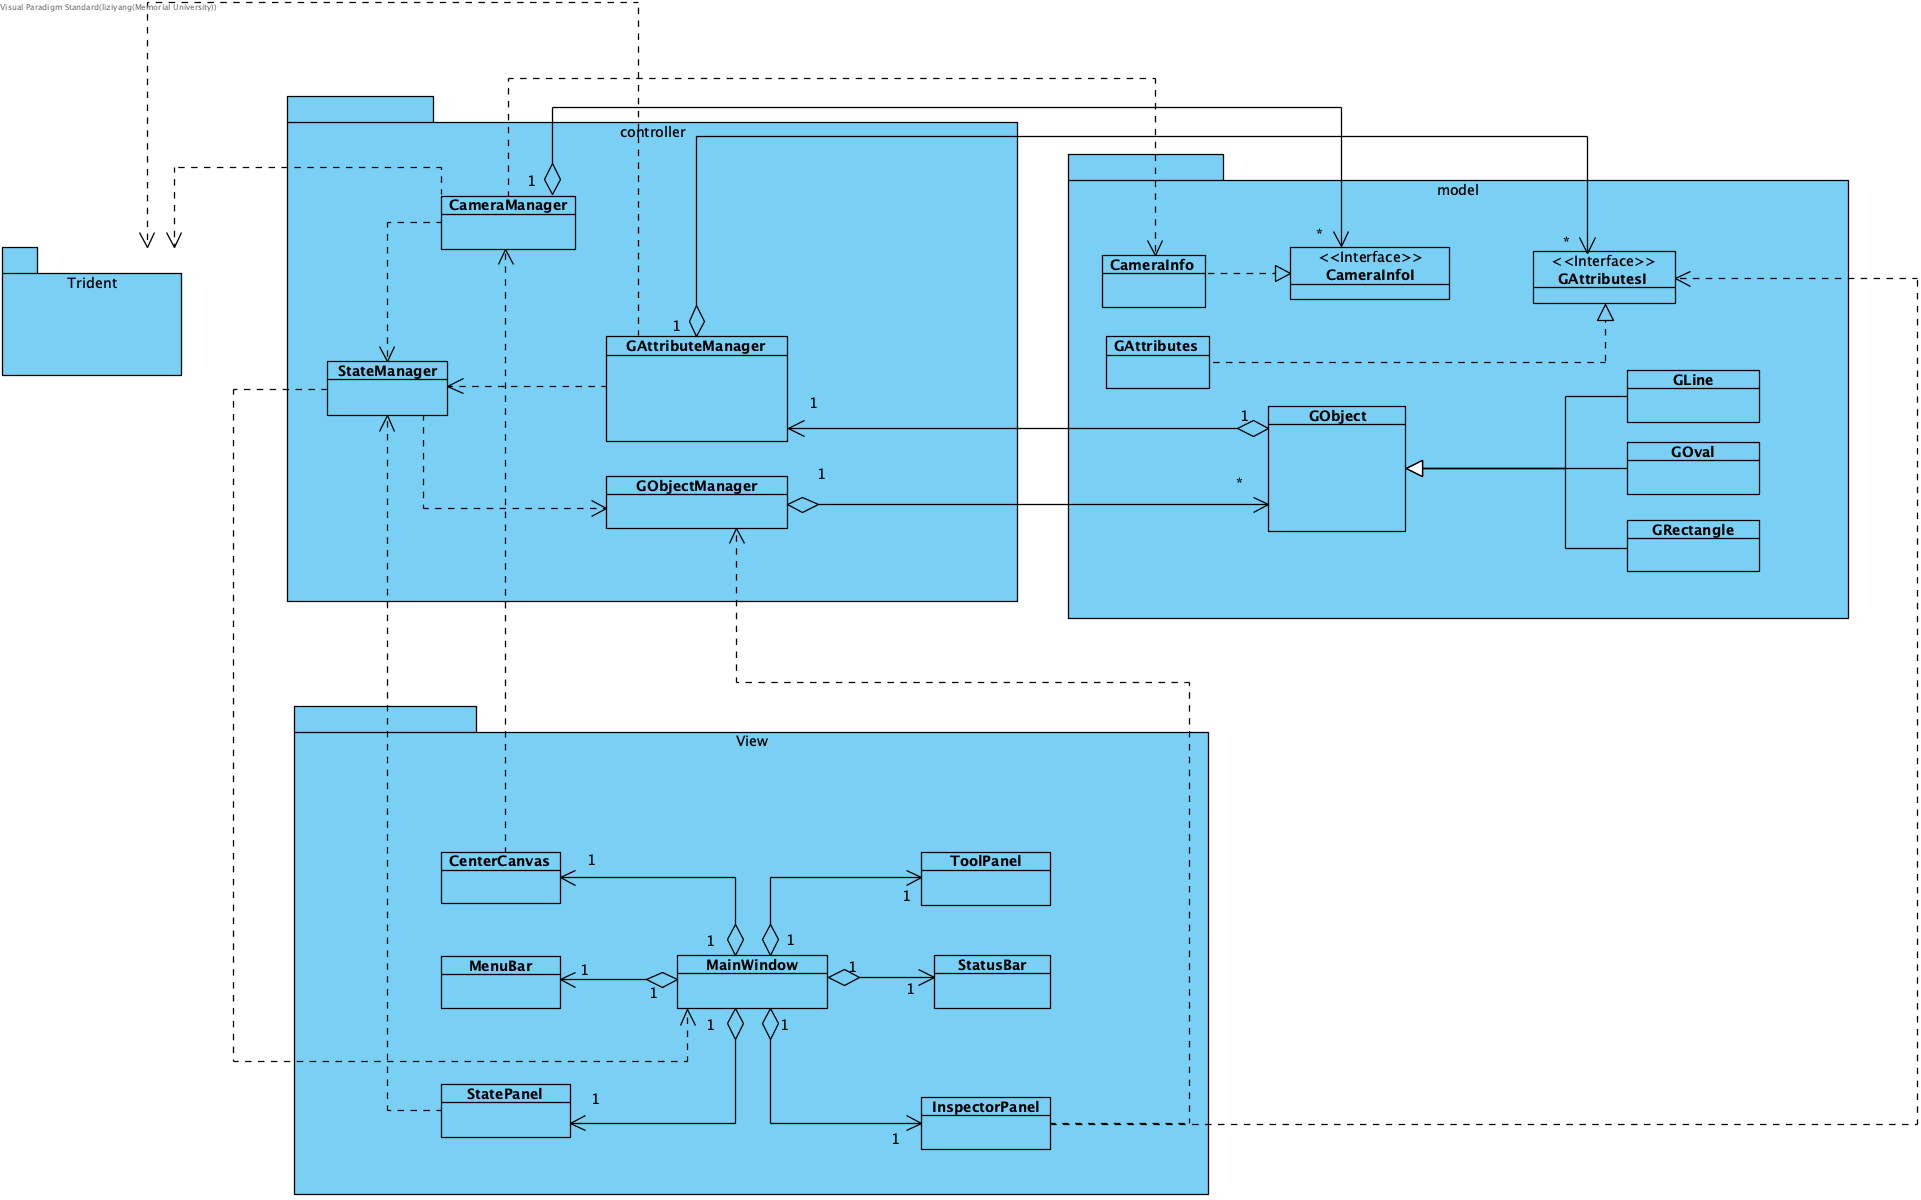 Visual Paradigm Standard(liziyang(Memorial University))
controller
1
CameraManager
model
*
*
<<Interface>>
CameraInfoI
<<Interface>>
GAttributesI
CameraInfo
Trident
1
GAttributeManager
GAttributes
StateManager
GLine
1
1
GObject
GOval
1
*
GObjectManager
GRectangle
View
1
CenterCanvas
ToolPanel
1
1
1
MenuBar
1
MainWindow
1
StatusBar
1
1
1
1
StatePanel
1
InspectorPanel
1